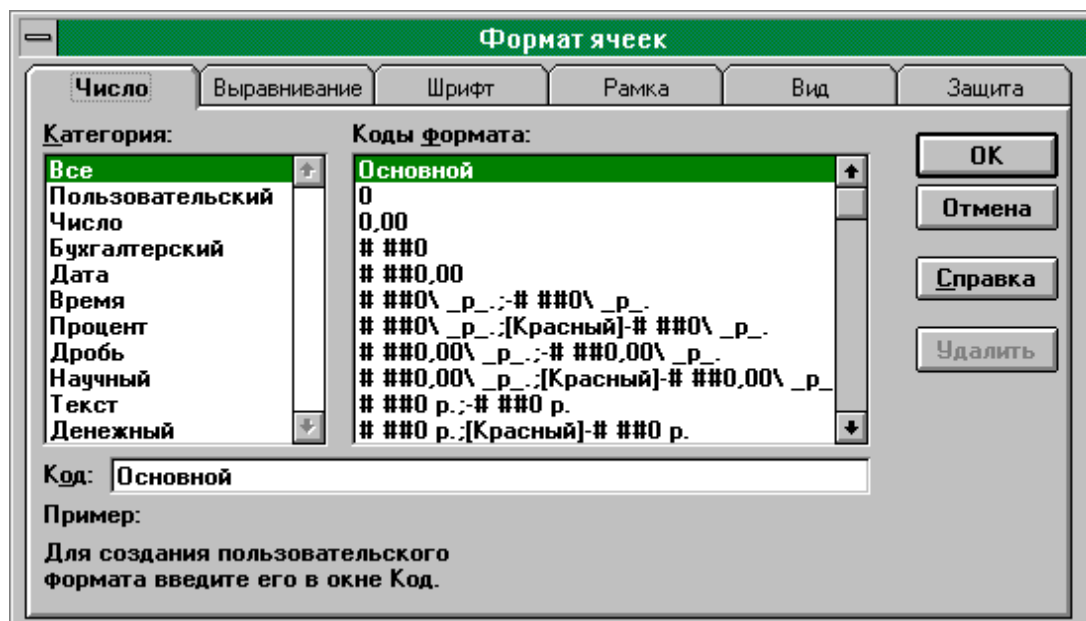 Формат ячеек
Число Выравнивание Шрифт Рамка Вид Защита
Категория:
Все
Пользовательский
Число
Бухгалтерский
Дата
Время
Процент
Дробь
Научный
Текст
Денежный
Коды формата:
Основной
0
0,00
# ##0
# ##0,00
# ##0\ _р_.;-# ##0\ _р_.
# ##0\ _р_.;[Красный]-# ##0\ _р_.
# ##0,00\ _р_.;-# ##0,00\ _р_.
# ##0,00\ _р_.;[Красный]-# ##0,00\ _р_
# ##0 р.;-# ##0 р.
# ##0 р.;[Красный]-# ##0 р.
OK
Отмена
Справка
Удалить
Код: Основной
Пример:
Для создания пользовательского
формата введите его в окне Код.